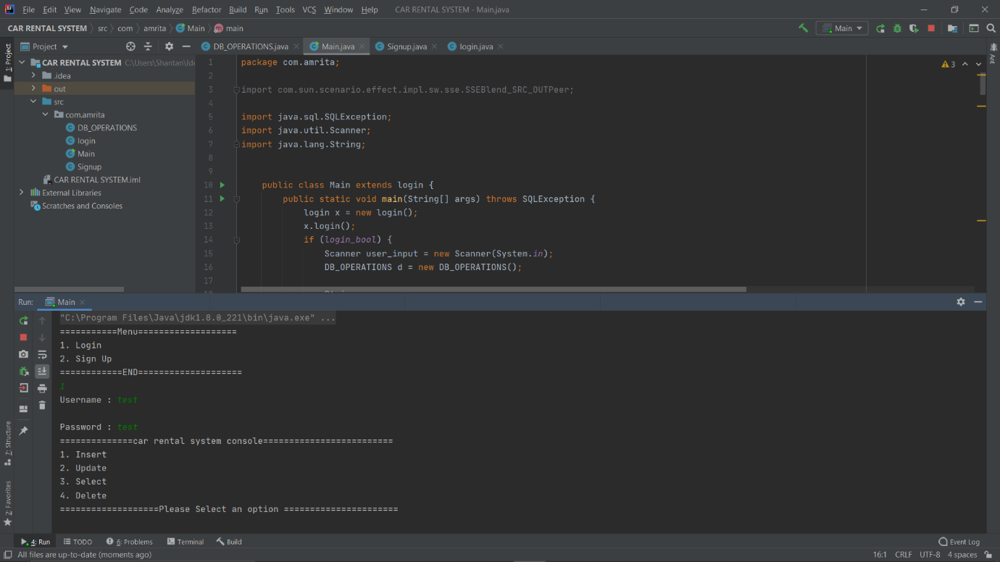 File Edit View Navigate Code Analyze Refactor Build Run Tools VCS Window Help CAR RENTAL SYSTEM - Main.java
CAR RENTAL SYSTEM src com amrita Main main
Main
Project
DB_OPERATIONS.java
Main.java
Signup.java
login.java
1: Project
CAR RENTAL SYSTEM C:\Users\Shantan\Ide
.idea
out
src
com.amrita
DB_OPERATIONS
login
Main
Signup
CAR RENTAL SYSTEM.iml
External Libraries
Scratches and Consoles
3
Ant
1 package com.amrita;
2
3 import com.sun.scenario.effect.impl.sw.sse.SSEBlend_SRC_OUTPeer;
4
5 import java.sql.SQLException;
6 import java.util.Scanner;
7 import java.lang.String;
8
9
10 public class Main extends login {
11 public static void main(String[] args) throws SQLException {
12 login x = new login();
13 x.login();
14 if (login_bool) {
15 Scanner user_input = new Scanner(System.in);
16 DB_OPERATIONS d = new DB_OPERATIONS();
17
Run: Main
"C:\Program Files\Java\jdk1.8.0_221\bin\java.exe" ...
===========Menu===================
1. Login
2. Sign Up
============END====================
1
Username : test
Password : test
==============car rental system console=========================
1. Insert
2. Update
3. Select
4. Delete
===================Please Select an option ======================
7: Structure
2: Favorites
4: Run TODO 6: Problems Terminal Build Event Log
All files are up-to-date (moments ago) 16:1 CRLF UTF-8 4 spaces